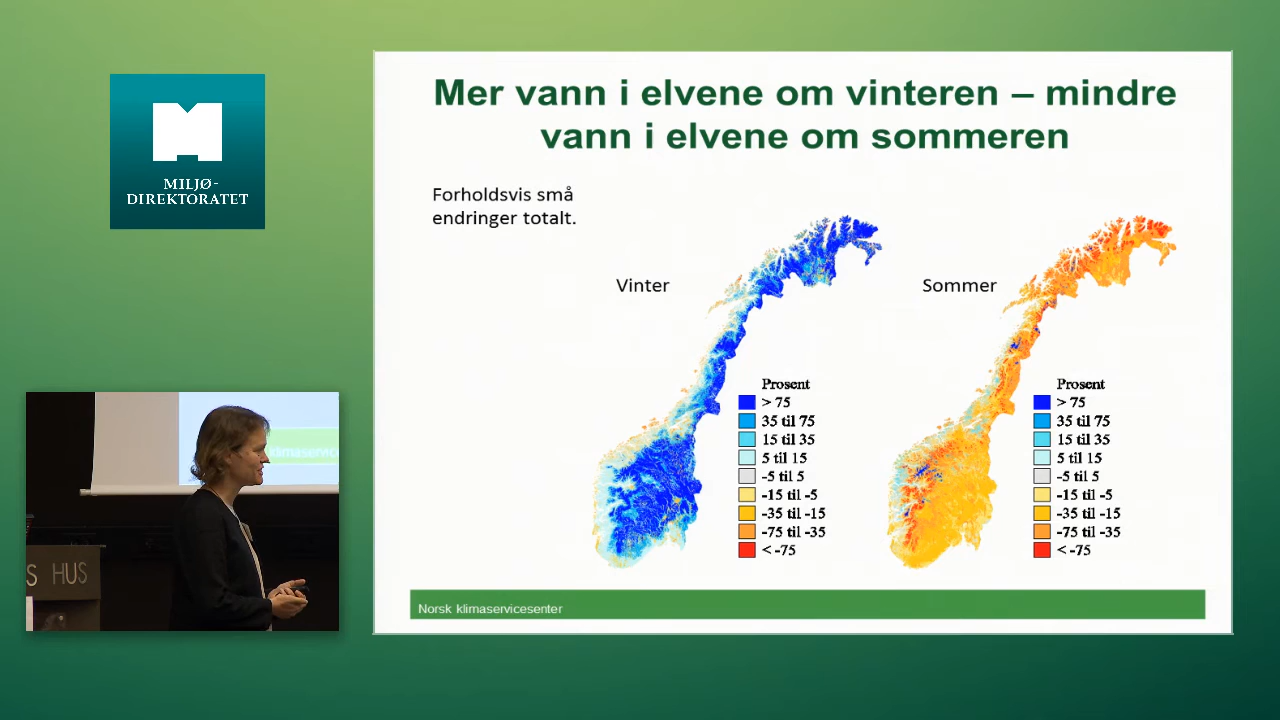 MILJØ-
DIREKTORATET
Mer vann i elvene om vinteren – mindre
vann i elvene om sommeren
Forholdsvis små
endringer totalt.
Vinter
Prosent
> 75
35 til 75
15 til 35
5 til 15
-5 til 5
-15 til -5
-35 til -15
-75 til -35
< -75
Sommer
Prosent
> 75
35 til 75
15 til 35
5 til 15
-5 til 5
-15 til -5
-35 til -15
-75 til -35
< -75
Norsk klimaservicesenter
klimaservice
S HUS